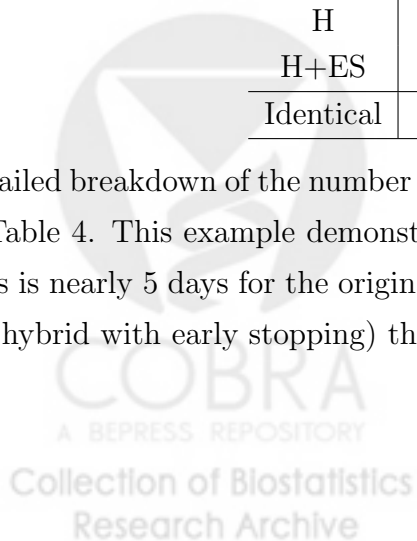 H
H+ES
Identical
ailed breakdown of the number
Table 4. This example demonst
s is nearly 5 days for the origin
hybrid with early stopping) th
COBRA
A BEPRESS REPOSITORY
Collection of Biostatistics
Research Archive